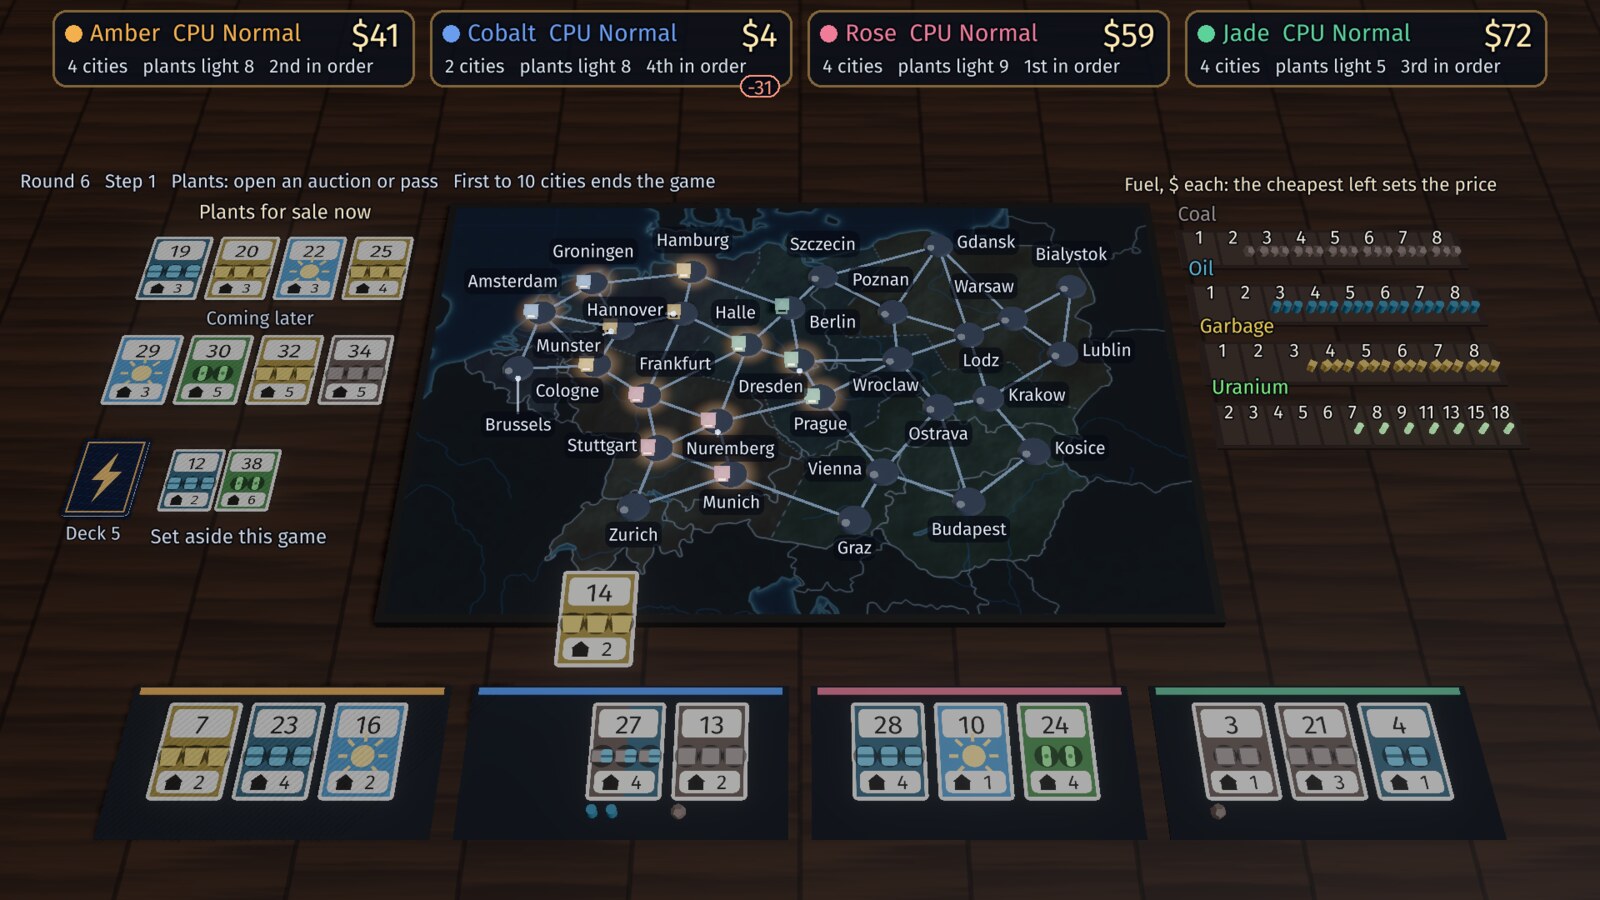 Amber CPU Normal $41
4 cities plants light 8 2nd in order
Cobalt CPU Normal $4
2 cities plants light 8 4th in order
-31
Rose CPU Normal $59
4 cities plants light 9 1st in order
Jade CPU Normal $72
4 cities plants light 5 3rd in order
Round 6 Step 1 Plants: open an auction or pass First to 10 cities ends the game
Plants for sale now
19 20 22 25
3 3 3 4
Coming later
29 30 32 34
3 5 5 5
12 38
2 6
Deck 5
Set aside this game
Fuel, $ each: the cheapest left sets the price
Coal
1 2 3 4 5 6 7 8
Oil
1 2 3 4 5 6 7 8
Garbage
1 2 3 4 5 6 7 8
Uranium
2 3 4 5 6 7 8 9 11 13 15 18
Groningen
Hamburg
Szczecin
Gdansk
Bialystok
Amsterdam
Poznan
Warsaw
Hannover
Halle
Berlin
Munster
Frankfurt
Lodz
Lublin
Cologne
Dresden
Wroclaw
Krakow
Brussels
Prague
Ostrava
Stuttgart
Nuremberg
Vienna
Kosice
Munich
Zurich
Graz
Budapest
14
2
7 23 16
2 4 2
27 13
4 2
28 10 24
4 1 4
3 21 4
1 3 1